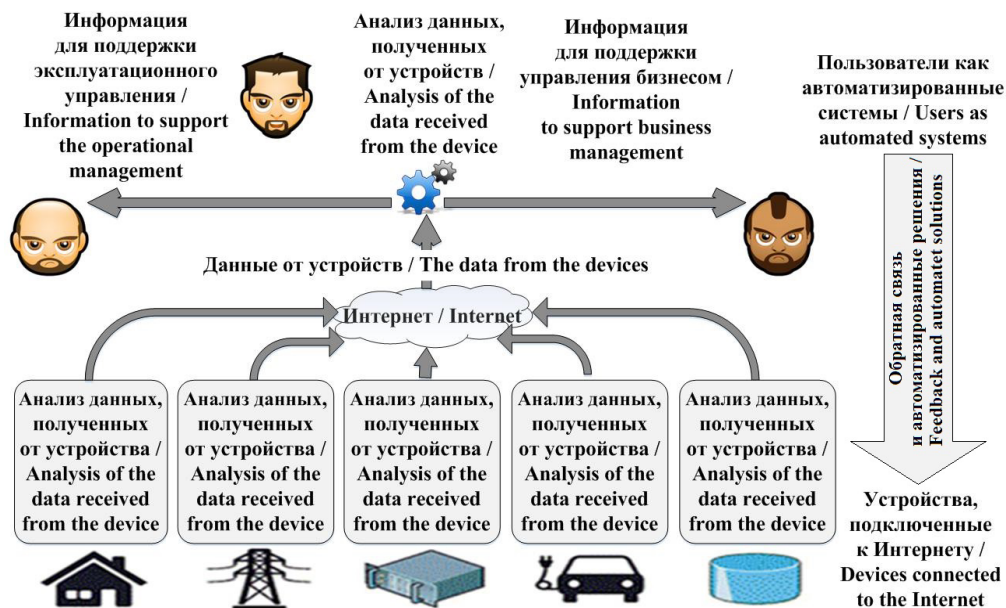 Информация
для поддержки
эксплуатационного
управления /
Information to support
the operational
management
Анализ данных,
полученных
от устройств /
Analysis of the
data received
from the device
Информация
для поддержки
управления бизнесом /
Information
to support business
management
Пользователи как
автоматизированные
системы / Users as
automated systems
Данные от устройств / The data from the devices
Интернет / Internet
Обратная связь
и автоматизированные решения /
Feedback and automatet solutions
Анализ данных,
полученных
от устройства /
Analysis of the
data received
from the device
Анализ данных,
полученных
от устройства /
Analysis of the
data received
from the device
Анализ данных,
полученных
от устройства /
Analysis of the
data received
from the device
Анализ данных,
полученных
от устройства /
Analysis of the
data received
from the device
Анализ данных,
полученных
от устройства /
Analysis of the
data received
from the device
Устройства,
подключенные
к Интернету /
Devices connected
to the Internet